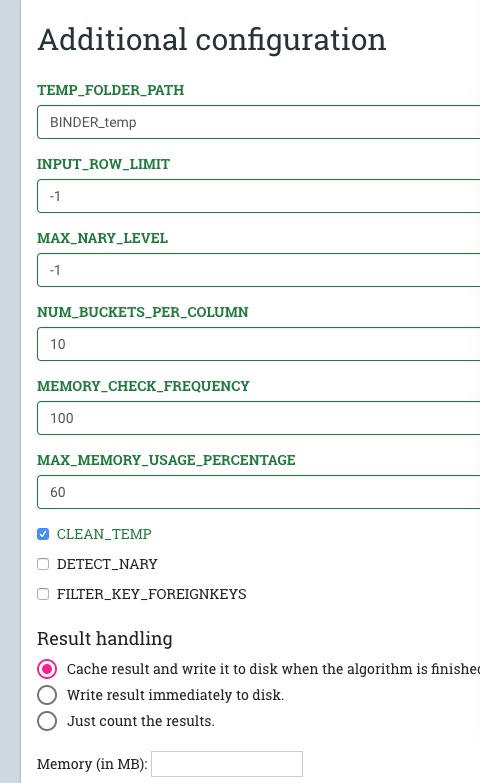 Additional configuration
TEMP_FOLDER_PATH
BINDER_temp
INPUT_ROW_LIMIT
-1
MAX_NARY_LEVEL
-1
NUM_BUCKETS_PER_COLUMN
10
MEMORY_CHECK_FREQUENCY
100
MAX_MEMORY_USAGE_PERCENTAGE
60
CLEAN_TEMP
DETECT_NARY
FILTER_KEY_FOREIGNKEYS
Result handling
Cache result and write it to disk when the algorithm is finished
Write result immediately to disk.
Just count the results.
Memory (in MB):